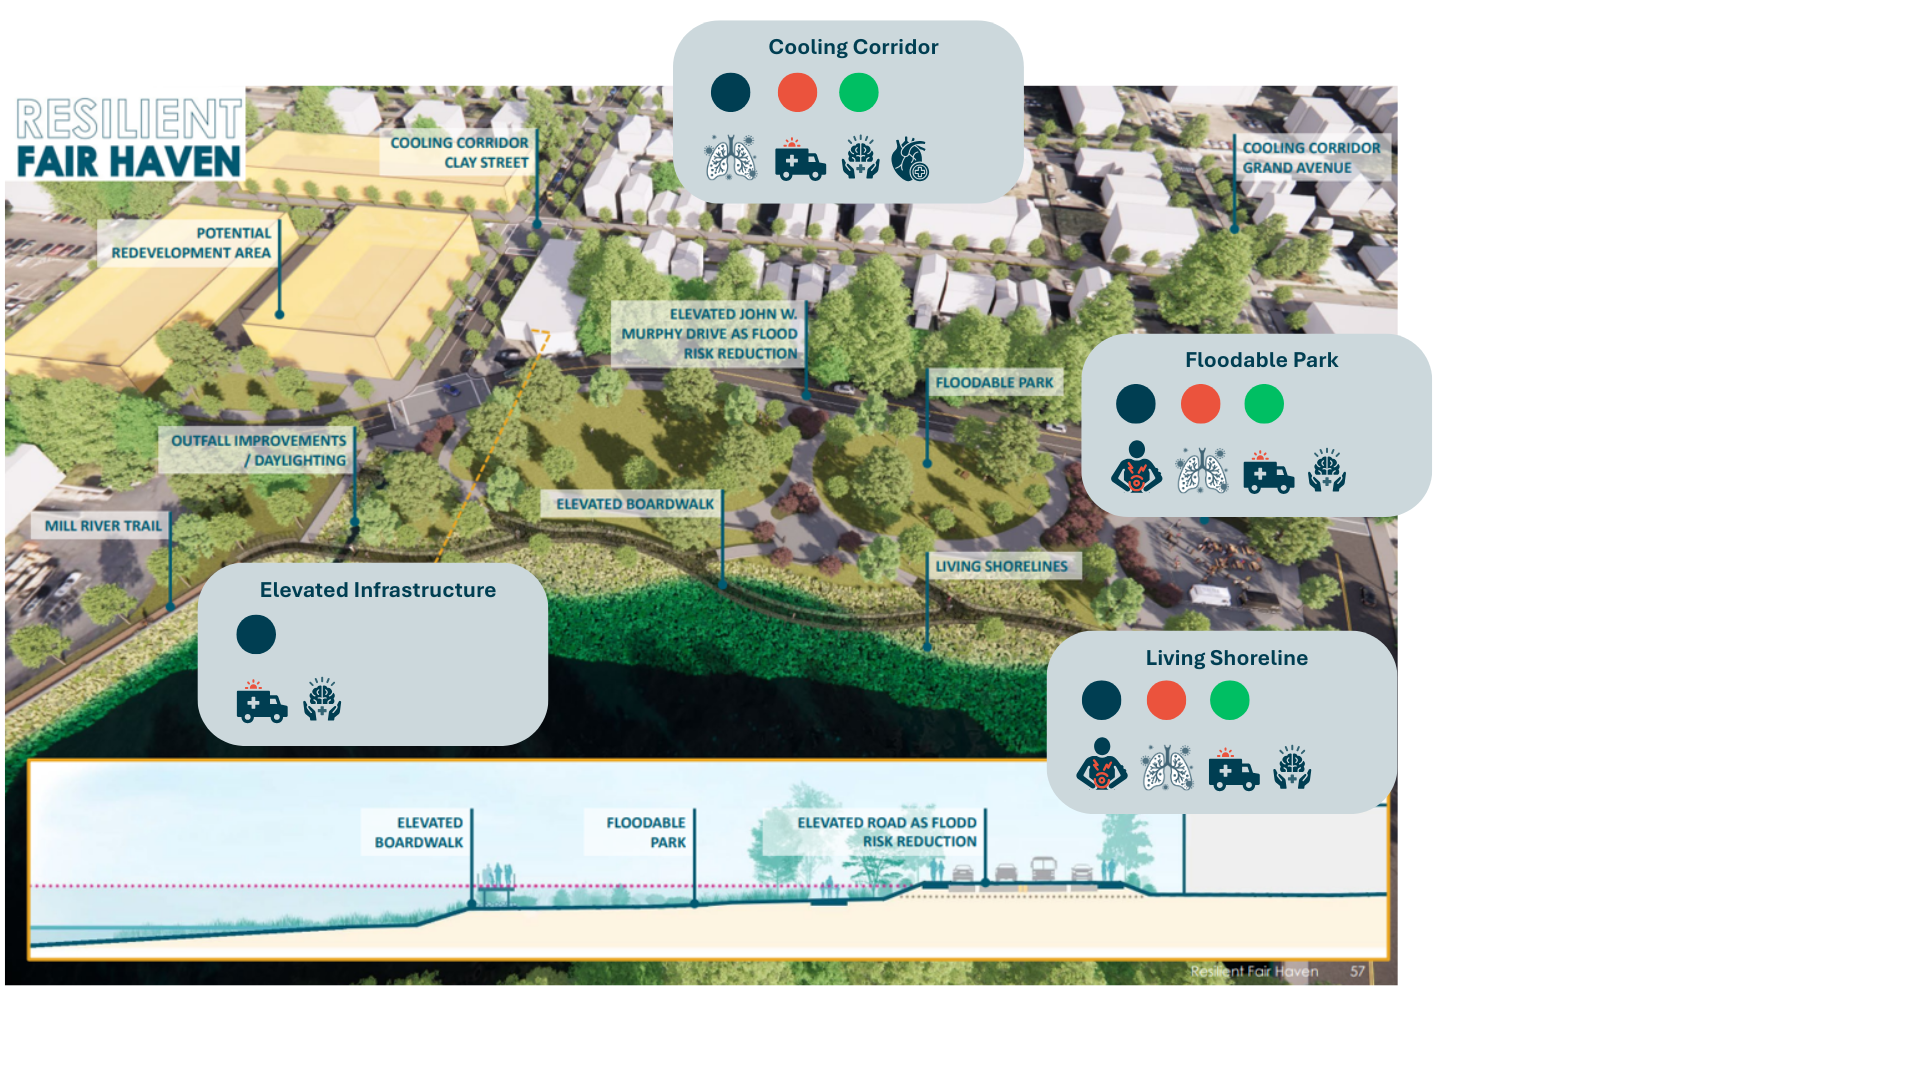 Cooling Corridor
RESILIENT
FAIR HAVEN
COOLING CORRIDOR
CLAY STREET
COOLING CORRIDOR
GRAND AVENUE
POTENTIAL
REDEVELOPMENT AREA
ELEVATED JOHN W.
MURPHY DRIVE AS FLOOD
RISK REDUCTION
Floodable Park
FLOODABLE PARK
OUTFALL IMPROVEMENTS
/ DAYLIGHTING
ELEVATED BOARDWALK
MILL RIVER TRAIL
LIVING SHORELINES
Elevated Infrastructure
Living Shoreline
ELEVATED
BOARDWALK
FLOODABLE
PARK
ELEVATED ROAD AS FLODD
RISK REDUCTION
Resilient Fair Haven 57